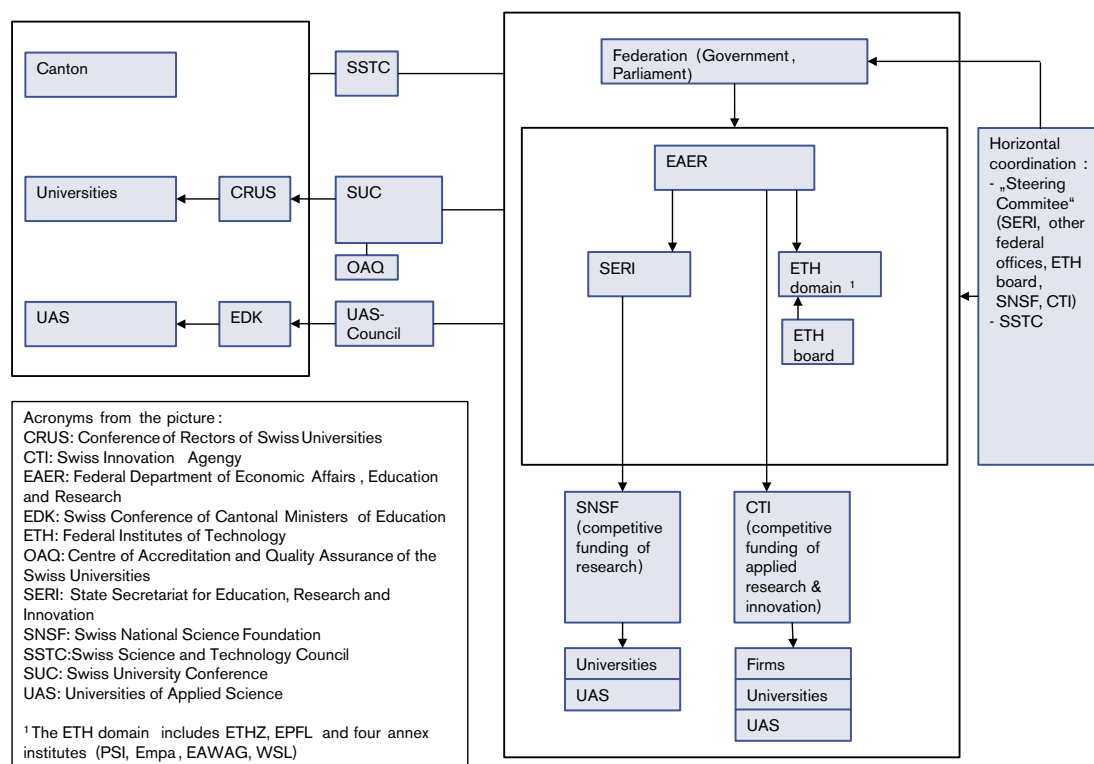 Canton
SSTC
Federation (Government,
Parliament)
Universities
CRUS
SUC
OAQ
UAS
EDK
UAS-
Council
EAER
SERI
ETH
domain ¹
ETH
board
Horizontal
coordination :
- „Steering
Commitee“
(SERI, other
federal
offices, ETH
board,
SNSF, CTI)
- SSTC
SNSF
(competitive
funding of
research)
CTI
(competitive
funding of
applied
research &
innovation)
Universities
UAS
Firms
Universities
UAS
Acronyms from the picture:
CRUS: Conference of Rectors of Swiss Universities
CTI: Swiss Innovation Agengy
EAER: Federal Department of Economic Affairs, Education
and Research
EDK: Swiss Conference of Cantonal Ministers of Education
ETH: Federal Institutes of Technology
OAQ: Centre of Accreditation and Quality Assurance of the
Swiss Universities
SERI: State Secretariat for Education, Research and
Innovation
SNSF: Swiss National Science Foundation
SSTC:Swiss Science and Technology Council
SUC: Swiss University Conference
UAS: Universities of Applied Science
¹ The ETH domain includes ETHZ, EPFL and four annex
institutes (PSI, Empa, EAWAG, WSL)